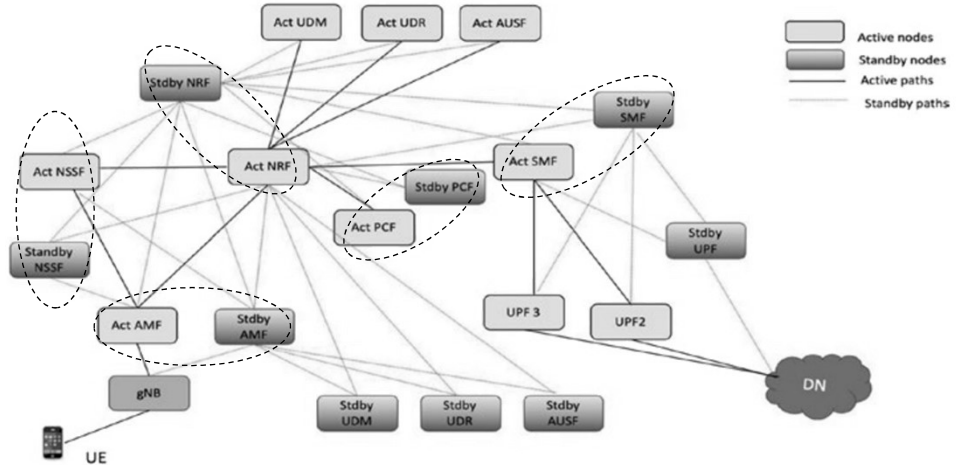 Act UDM
Act UDR
Act AUSF
Active nodes
Standby nodes
Active paths
Standby paths
Stdby NRF
Stdby
SMF
Act NSSF
Act NRF
Act SMF
Stdby PCF
Act PCF
Stdby
UPF
Standby
NSSF
Act AMF
Stdby
AMF
UPF 3
UPF2
gNB
DN
Stdby
UDM
Stdby
UDR
Stdby
AUSF
UE